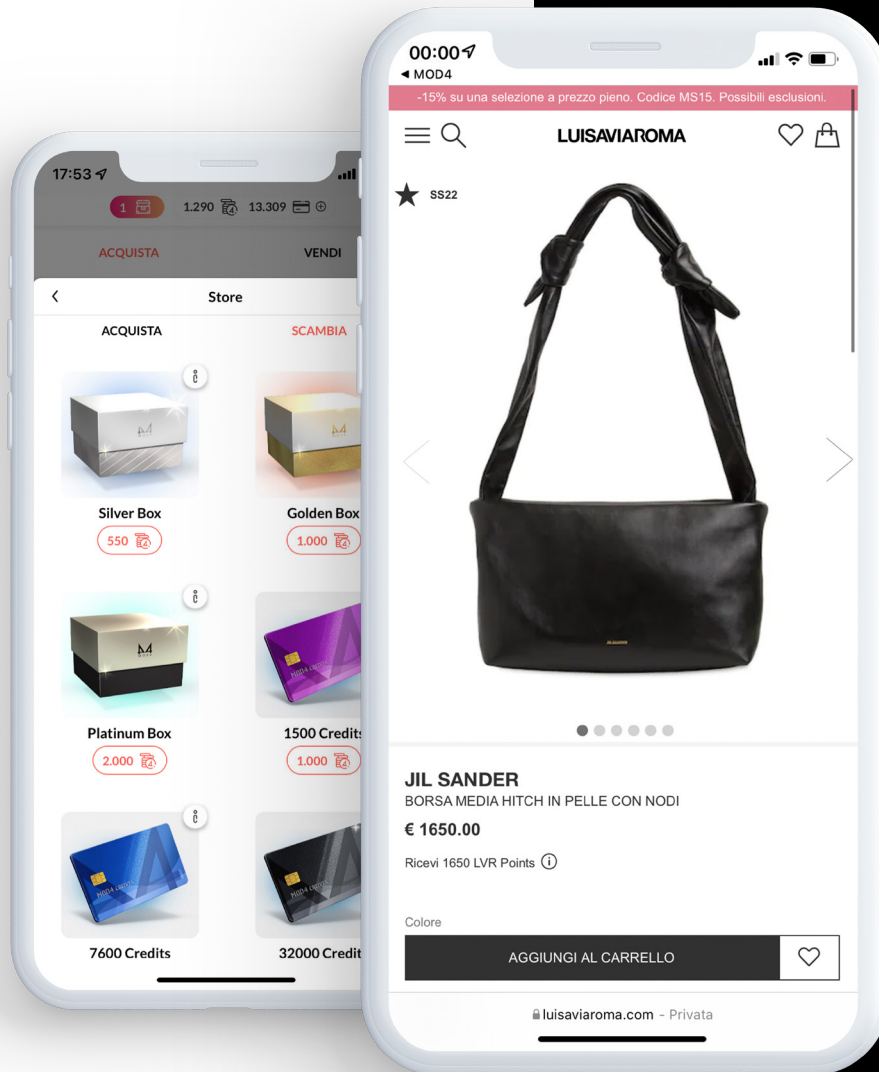 17:53
1
1.290
13.309
ACQUISTA
VENDI
Store
ACQUISTA
SCAMBIA
Silver Box
550
Golden Box
1.000
Platinum Box
2.000
1500 Credits
1.000
MOD4
7600 Credits
32000 Credit
00:00
MOD4
-15% su una selezione a prezzo pieno. Codice MS15. Possibili esclusioni.
LUISAVIAROMA
SS22
JIL SANDER
JIL SANDER
BORSA MEDIA HITCH IN PELLE CON NODI
€ 1650.00
Ricevi 1650 LVR Points
Colore
AGGIUNGI AL CARRELLO
luisaviaroma.com - Privata